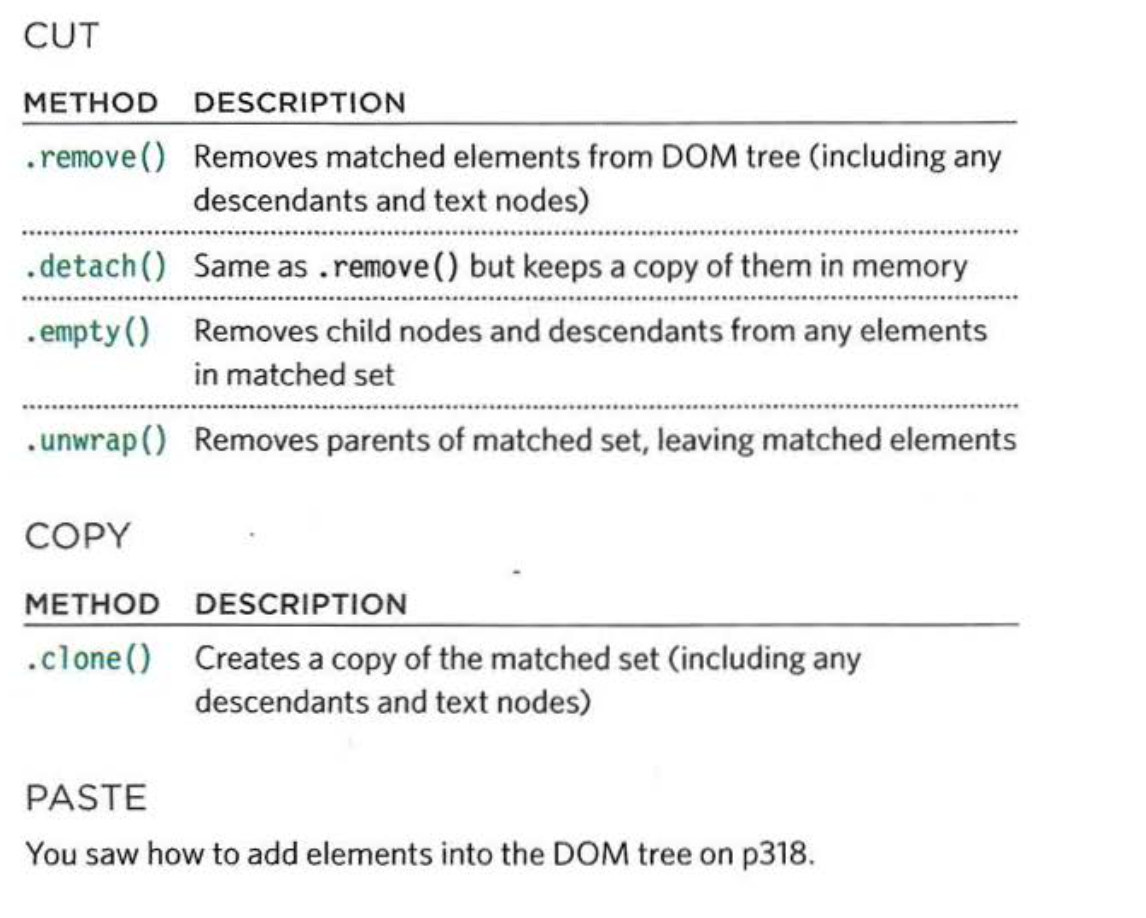 CUT
METHOD DESCRIPTION
.remove() Removes matched elements from DOM tree (including any
descendants and text nodes)
.detach() Same as .remove() but keeps a copy of them in memory
.empty() Removes child nodes and descendants from any elements
in matched set
.unwrap() Removes parents of matched set, leaving matched elements
COPY
METHOD DESCRIPTION
.clone() Creates a copy of the matched set (including any
descendants and text nodes)
PASTE
You saw how to add elements into the DOM tree on p318.